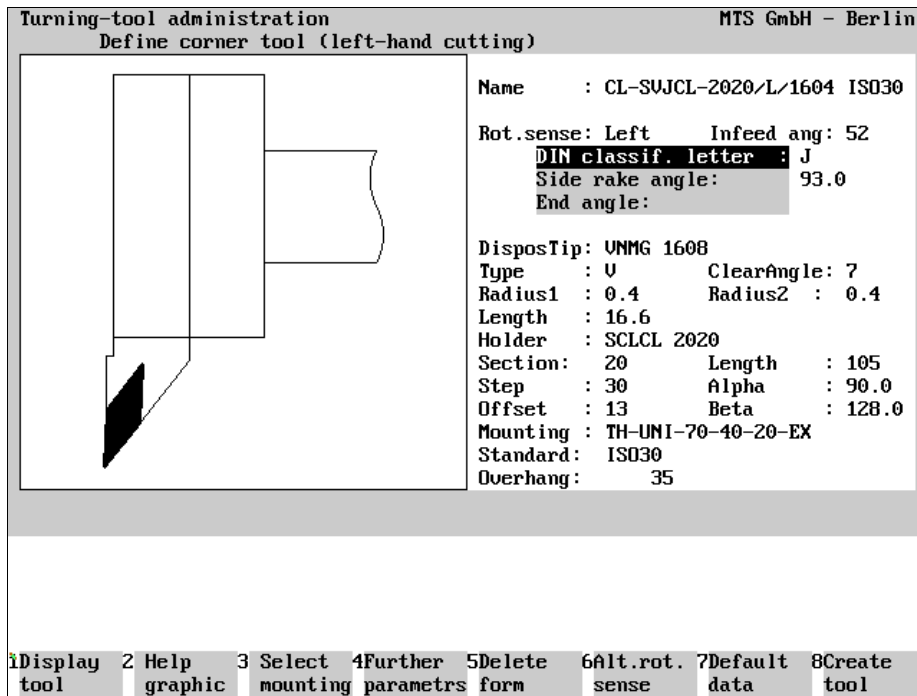 Turning-tool administration MTS GmbH - Berlin
Define corner tool (left-hand cutting)
Name : CL-SVJCL-2020/L/1604 ISO30
Rot.sense: Left Infeed ang: 52
DIN classif. letter : J
Side rake angle: 93.0
End angle:
DisposTip: VNMG 1608
Type : V ClearAngle: 7
Radius1 : 0.4 Radius2 : 0.4
Length : 16.6
Holder : SCLCL 2020
Section: 20 Length : 105
Step : 30 Alpha : 90.0
Offset : 13 Beta : 128.0
Mounting : TH-UNI-70-40-20-EX
Standard: ISO30
Overhang: 35
1Display 2 Help 3 Select 4Further 5Delete 6Alt.rot. 7Default 8Create
tool graphic mounting parametrs form sense data tool